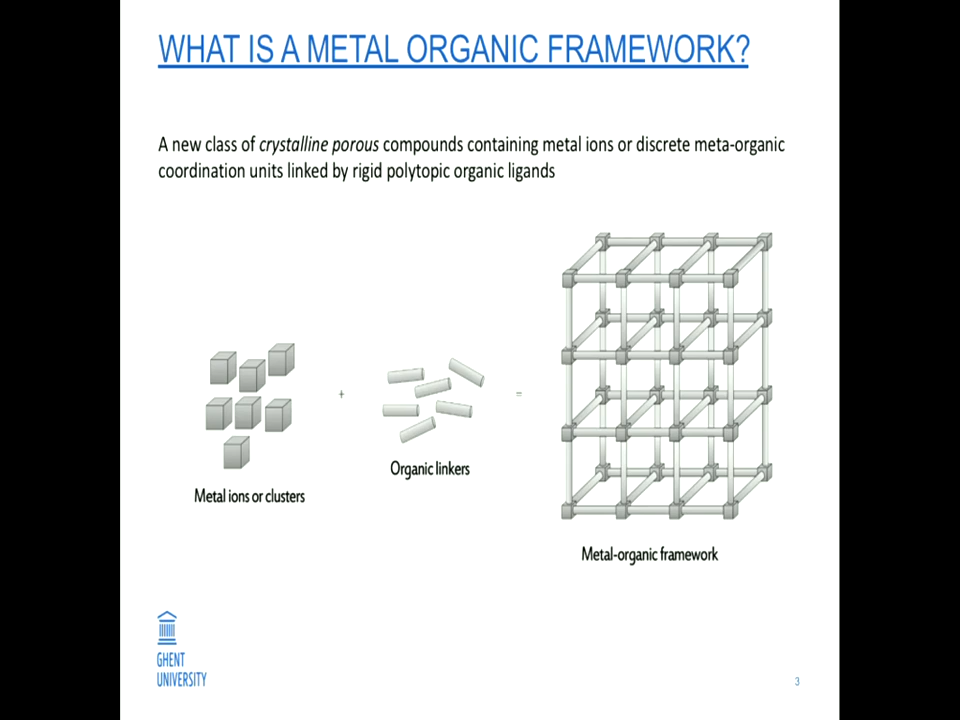 WHAT IS A METAL ORGANIC FRAMEWORK?
A new class of crystalline porous compounds containing metal ions or discrete meta-organic
coordination units linked by rigid polytopic organic ligands
+
=
Organic linkers
Metal ions or clusters
Metal-organic framework
GHENT
UNIVERSITY
3